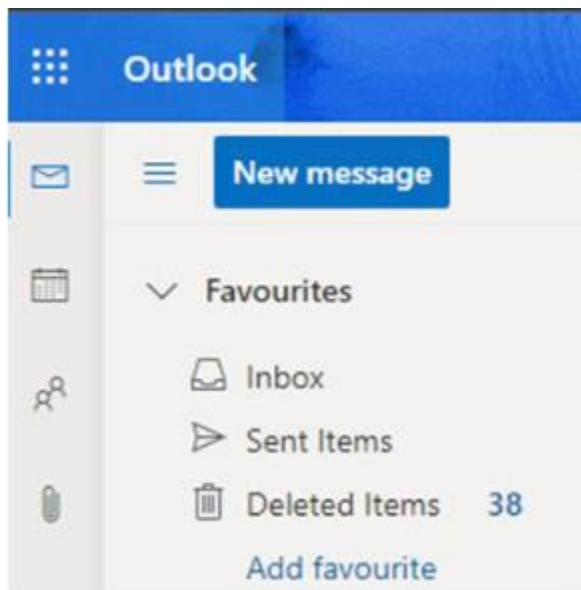 Outlook
New message
Favourites
Inbox
Sent Items
Deleted Items 38
Add favourite